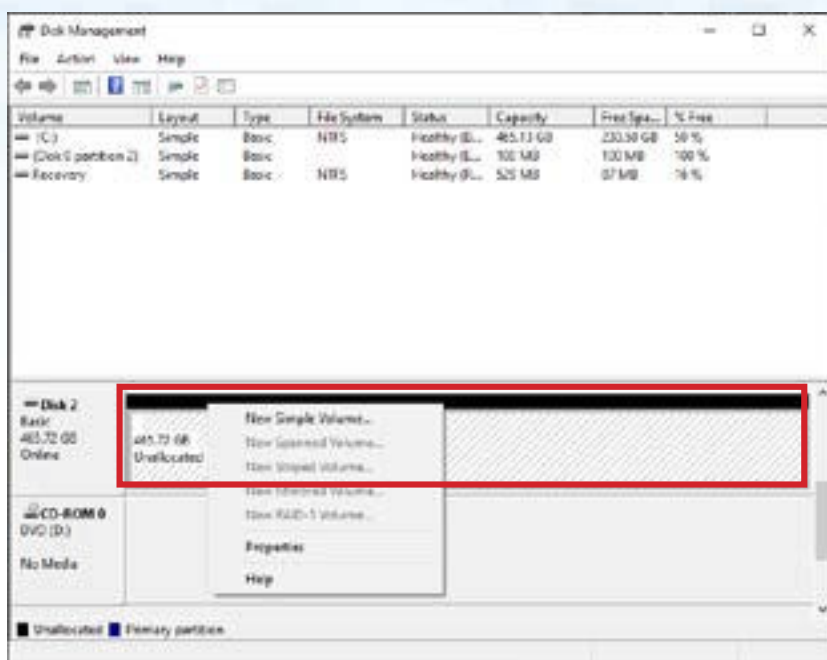 Disk Management
File Action View Help
Volume Layout Type File System Status Capacity Free Spa... % Free
(C:) Simple Basic NTFS Healthy (B... 465.13 GB 230.50 GB 50 %
(Disk 0 partition 2) Simple Basic Healthy (E... 100 MB 100 MB 100 %
Recovery Simple Basic NTFS Healthy (R... 529 MB 87 MB 16 %
Disk 2
Basic
465.72 GB
Online
465.72 GB
Unallocated
New Simple Volume...
New Spanned Volume...
New Striped Volume...
New Mirrored Volume...
New RAID-5 Volume...
Properties
Help
CD-ROM 0
DVD (D:)
No Media
Unallocated Primary partition